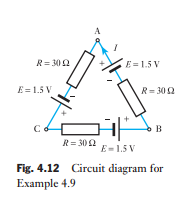 A
I
R = 30 Ω
+
E = 1.5 V
-
E = 1.5 V
-
R = 30 Ω
+
-
+
C
B
R = 30 Ω
E = 1.5 V
Fig. 4.12 Circuit diagram for
Example 4.9